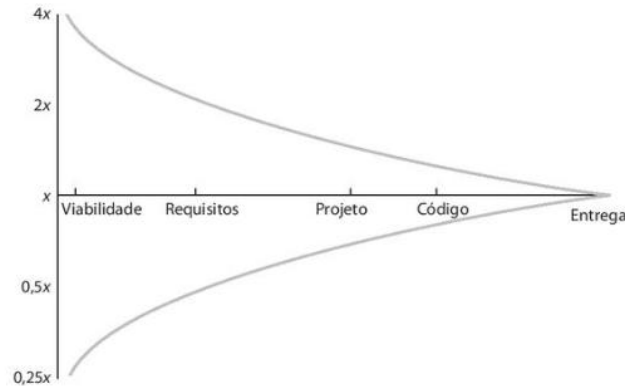 4x
2x
x
Viabilidade Requisitos Projeto Código Entrega
0,5x
0,25x